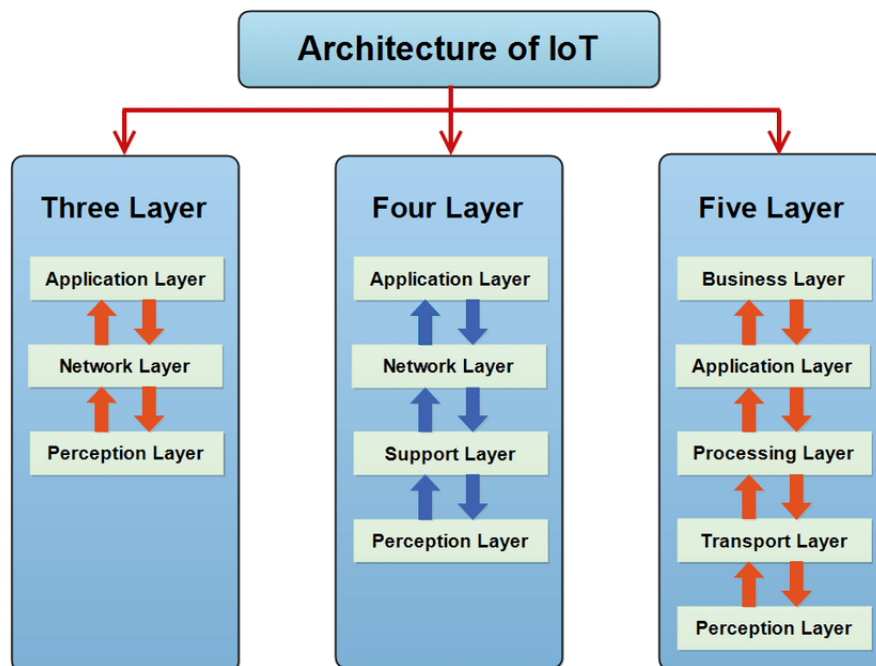 Architecture of IoT
Three Layer
Application Layer
Network Layer
Perception Layer
Four Layer
Application Layer
Network Layer
Support Layer
Perception Layer
Five Layer
Business Layer
Application Layer
Processing Layer
Transport Layer
Perception Layer